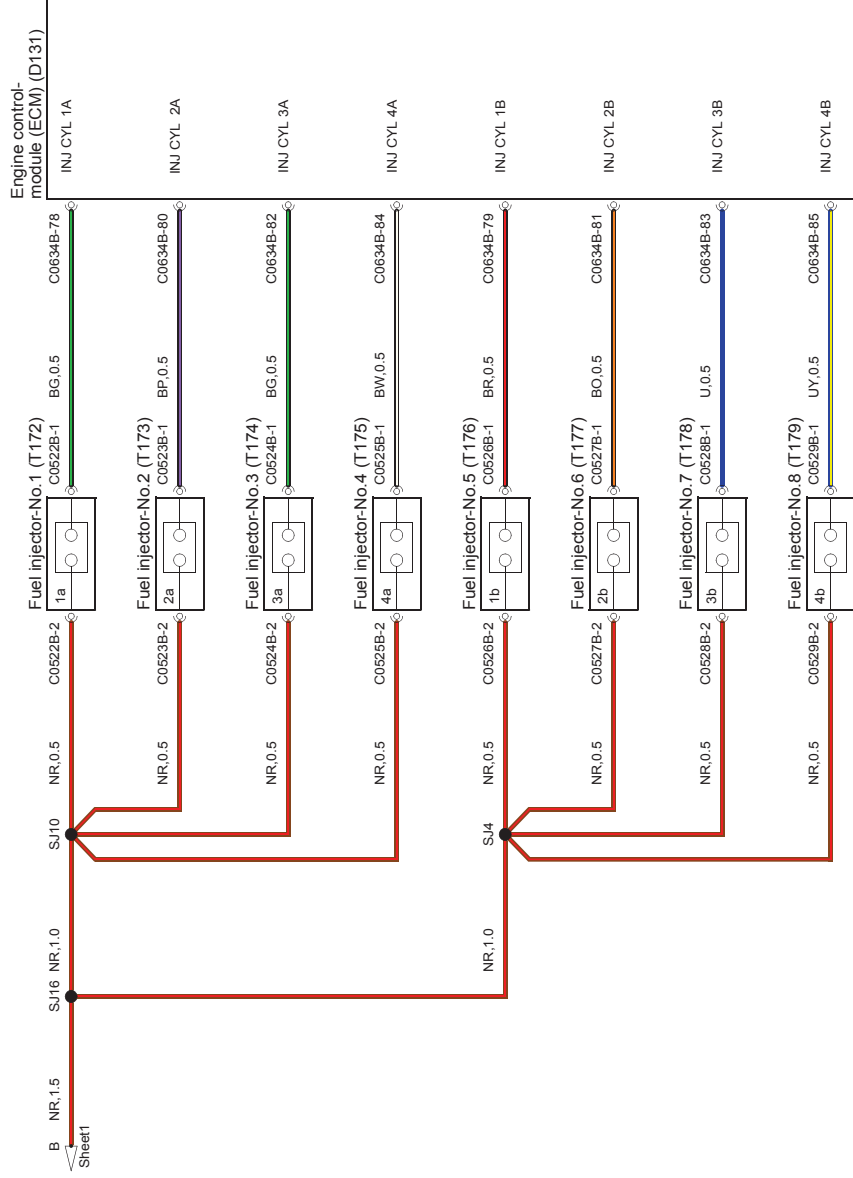 Engine control-
module (ECM) (D131)
INJ CYL 1A
INJ CYL 2A
INJ CYL 3A
INJ CYL 4A
INJ CYL 1B
INJ CYL 2B
INJ CYL 3B
INJ CYL 4B
C0634B-78
C0634B-80
C0634B-82
C0634B-84
C0634B-79
C0634B-81
C0634B-83
C0634B-85
BG,0.5
BP,0.5
BG,0.5
BW,0.5
BR,0.5
BO,0.5
U,0.5
UY,0.5
Fuel injector-No.1 (T172)
C0522B-1
Fuel injector-No.2 (T173)
C0523B-1
Fuel injector-No.3 (T174)
C0524B-1
Fuel injector-No.4 (T175)
C0525B-1
Fuel injector-No.5 (T176)
C0526B-1
Fuel injector-No.6 (T177)
C0527B-1
Fuel injector-No.7 (T178)
C0528B-1
Fuel injector-No.8 (T179)
C0529B-1
1a
2a
3a
4a
1b
2b
3b
4b
C0522B-2
C0523B-2
C0524B-2
C0525B-2
C0526B-2
C0527B-2
C0528B-2
C0529B-2
NR,0.5
NR,0.5
NR,0.5
NR,0.5
NR,0.5
NR,0.5
NR,0.5
NR,0.5
SJ10
SJ4
NR,1.0
NR,1.0
SJ16
NR,1.5
B
Sheet1